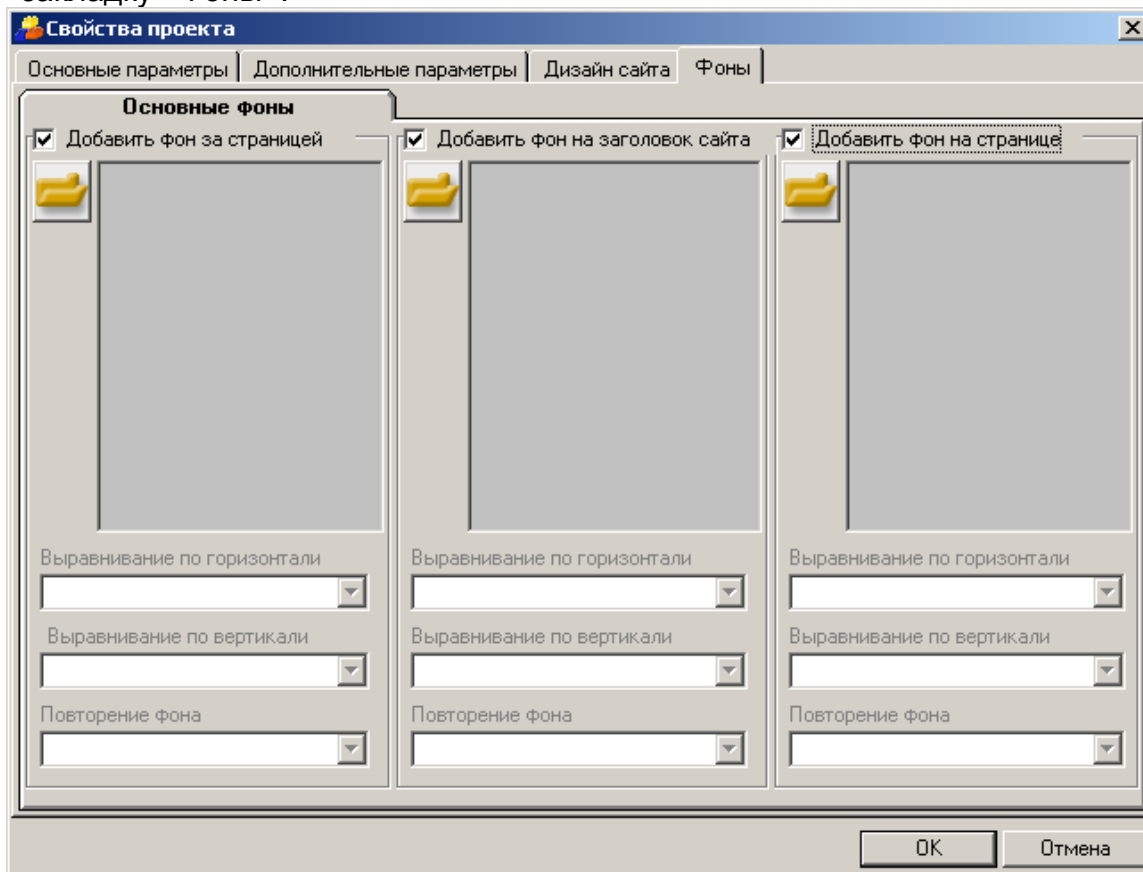 закладку "Фоны".
Свойства проекта
Основные параметры Дополнительные параметры Дизайн сайта Фоны
Основные фоны
Добавить фон за страницей Добавить фон на заголовок сайта Добавить фон на странице
Выравнивание по горизонтали Выравнивание по горизонтали Выравнивание по горизонтали
Выравнивание по вертикали Выравнивание по вертикали Выравнивание по вертикали
Повторение фона Повторение фона Повторение фона
OK Отмена